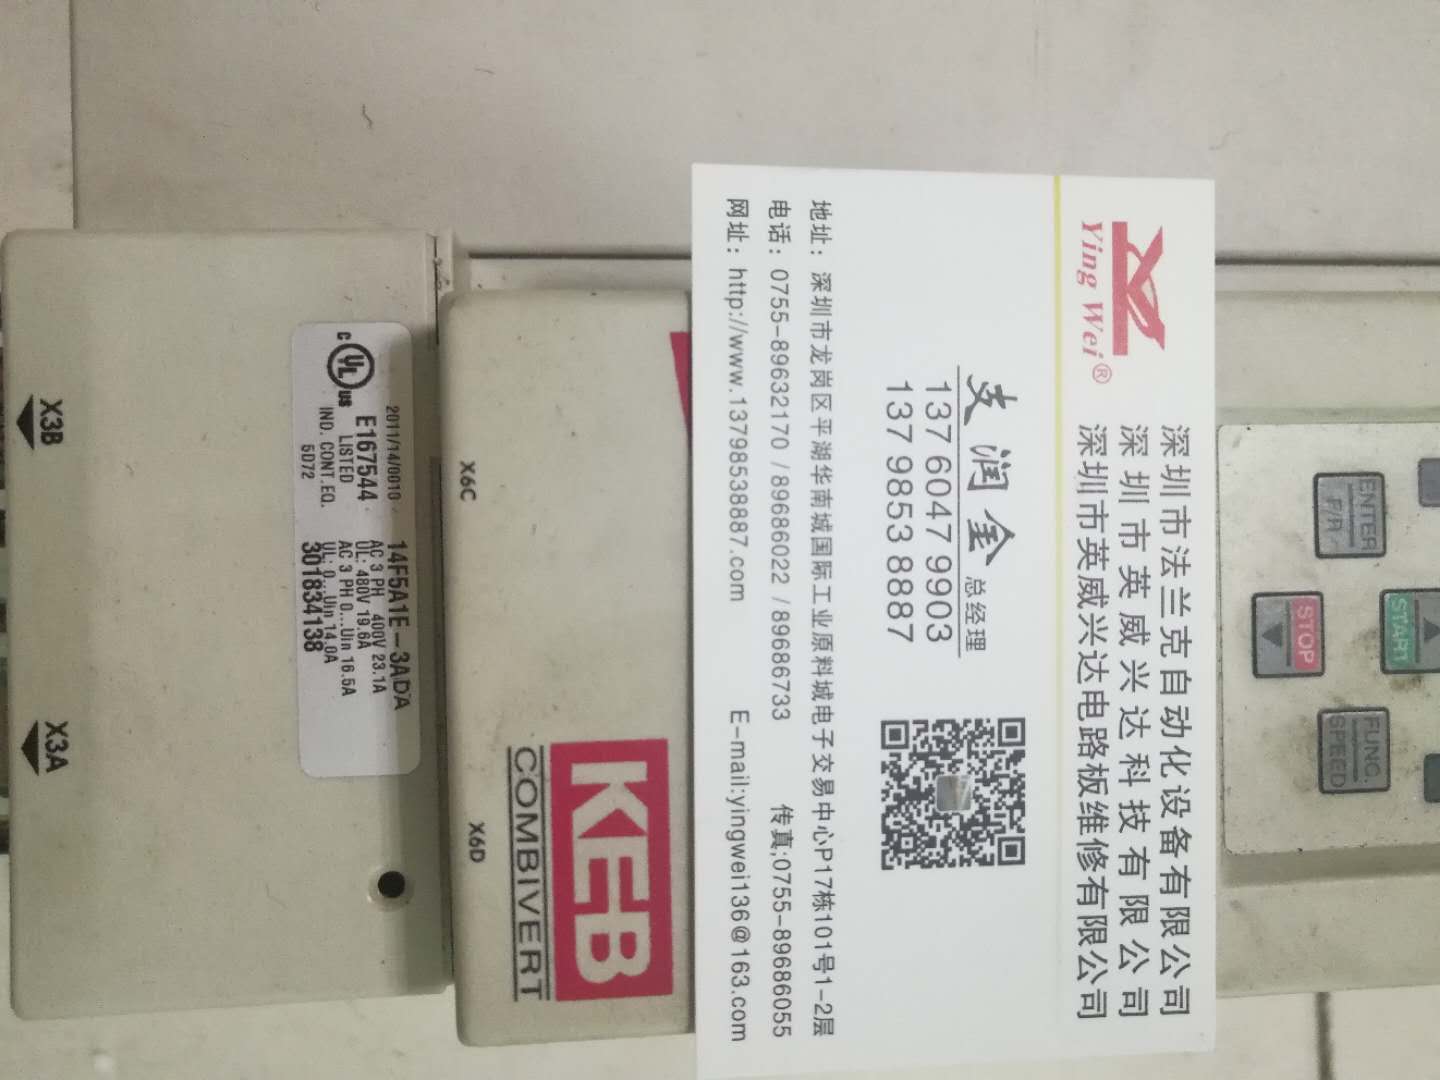 Ying Wei®
深圳市法兰克自动化设备有限公司
深圳市英威兴达科技有限公司
深圳市英威兴达电路板维修有限公司
支润金 总经理
137 6047 9903
137 9853 8887
地址：深圳市龙岗区平湖华南城国际工业原料城电子交易中心P17栋101号1-2层
电话：0755-89632170 /89686022 /89686733 传真;0755-89686055
网址：http://www.13798538887.com E-mail:yingwei136@163.com
ENTER
F/R
STOP
START
FUNC.
SPEED
X6C
X6D
KEB
COMBIVERT
2011/14/0010
E167544
LISTED
IND. CONT.EQ.
5D72
C UL US
14F5A1E-3ADA
AC 3 PH 400V 23.1A
UL: 480V 19.6A
AC 3 PH 0...Uin 16.5A
UL: 0...Uin 14.0A
301834138
X3B
X3A